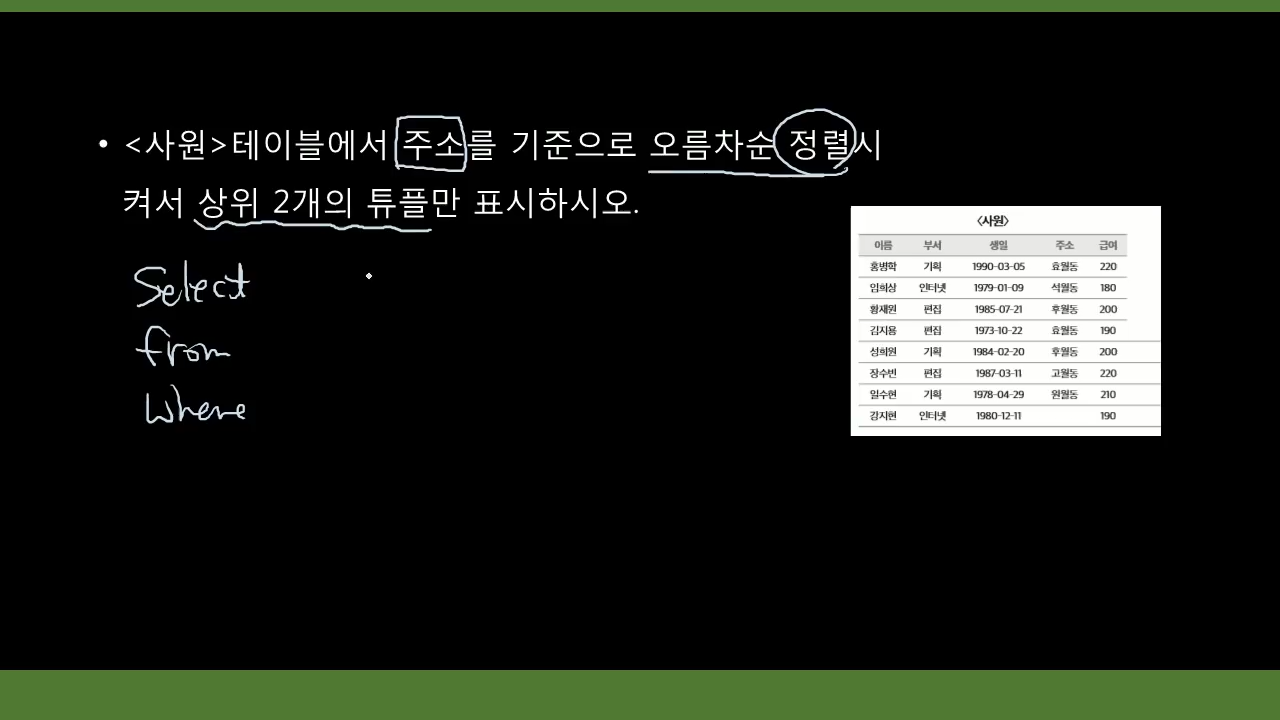 • <사원>테이블에서 주소를 기준으로 오름차순 정렬시
켜서 상위 2개의 튜플만 표시하시오.
Select
from
where
<사원>
이름 부서 생일 주소 급여
홍병학 기획 1990-03-05 효월동 220
임희상 인터넷 1979-01-09 석월동 180
황재원 편집 1985-07-21 후월동 200
김지용 편집 1973-10-22 효월동 190
성희원 기획 1984-02-20 후월동 200
장수빈 편집 1987-03-11 고월동 220
일수현 기획 1978-04-29 원월동 210
강지현 인터넷 1980-12-11 190